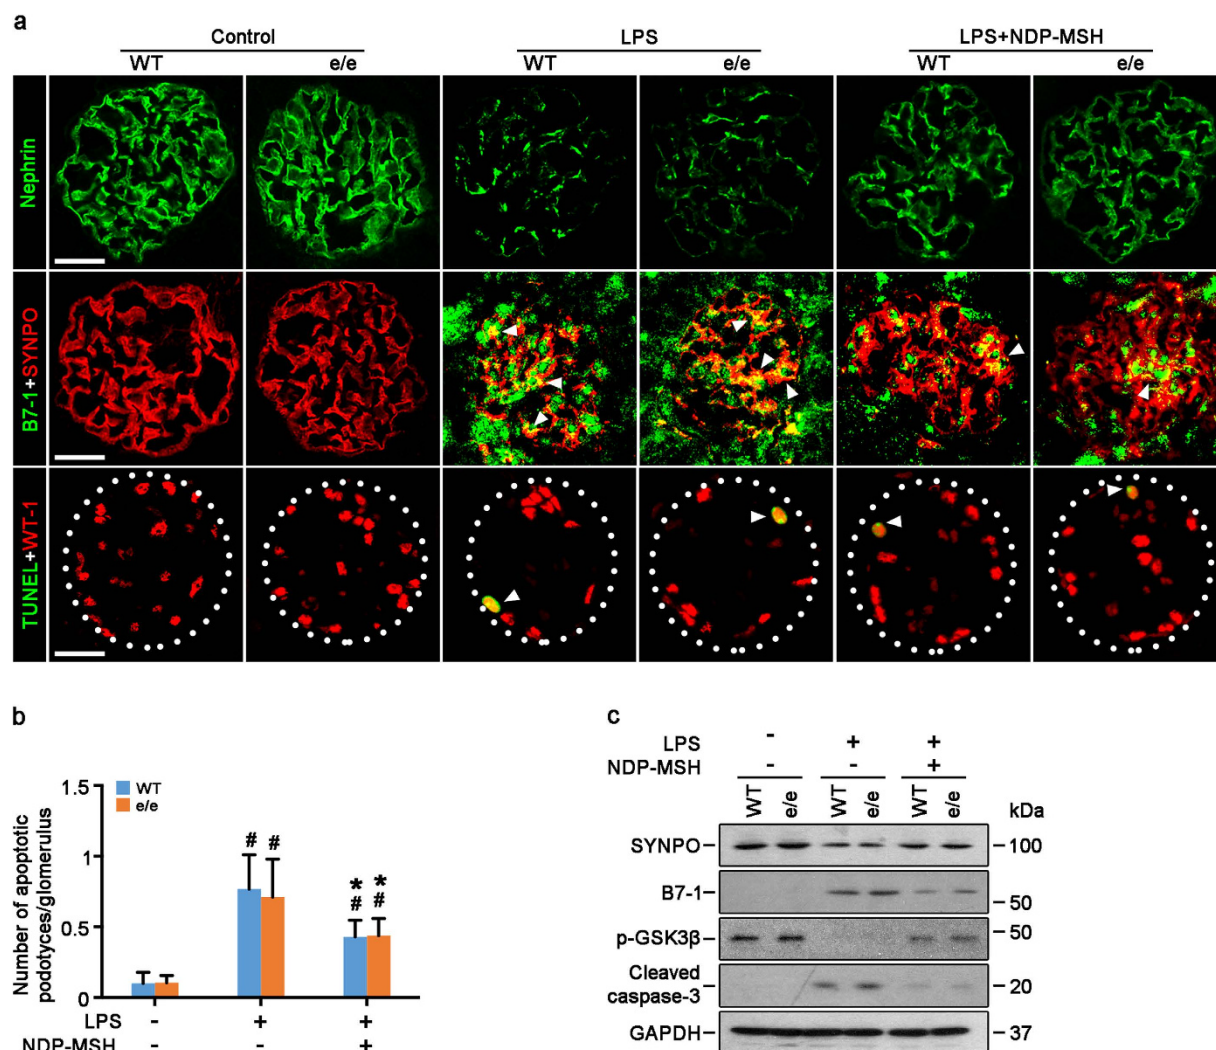 a
Control LPS LPS+NDP-MSH
WT e/e WT e/e WT e/e
Nephrin
B7-1+SYNPO
TUNEL+WT-1
b
WT
e/e
Number of apoptotic
podotyces/glomerulus
1.5
1
0.5
0
# # * *
# #
LPS - + +
NDP-MSH - - +
c
LPS - + +
NDP-MSH - - +
WT e/e WT e/e WT e/e kDa
SYNPO 100
B7-1 50
p-GSK3β 50
Cleaved
caspase-3 20
GAPDH 37